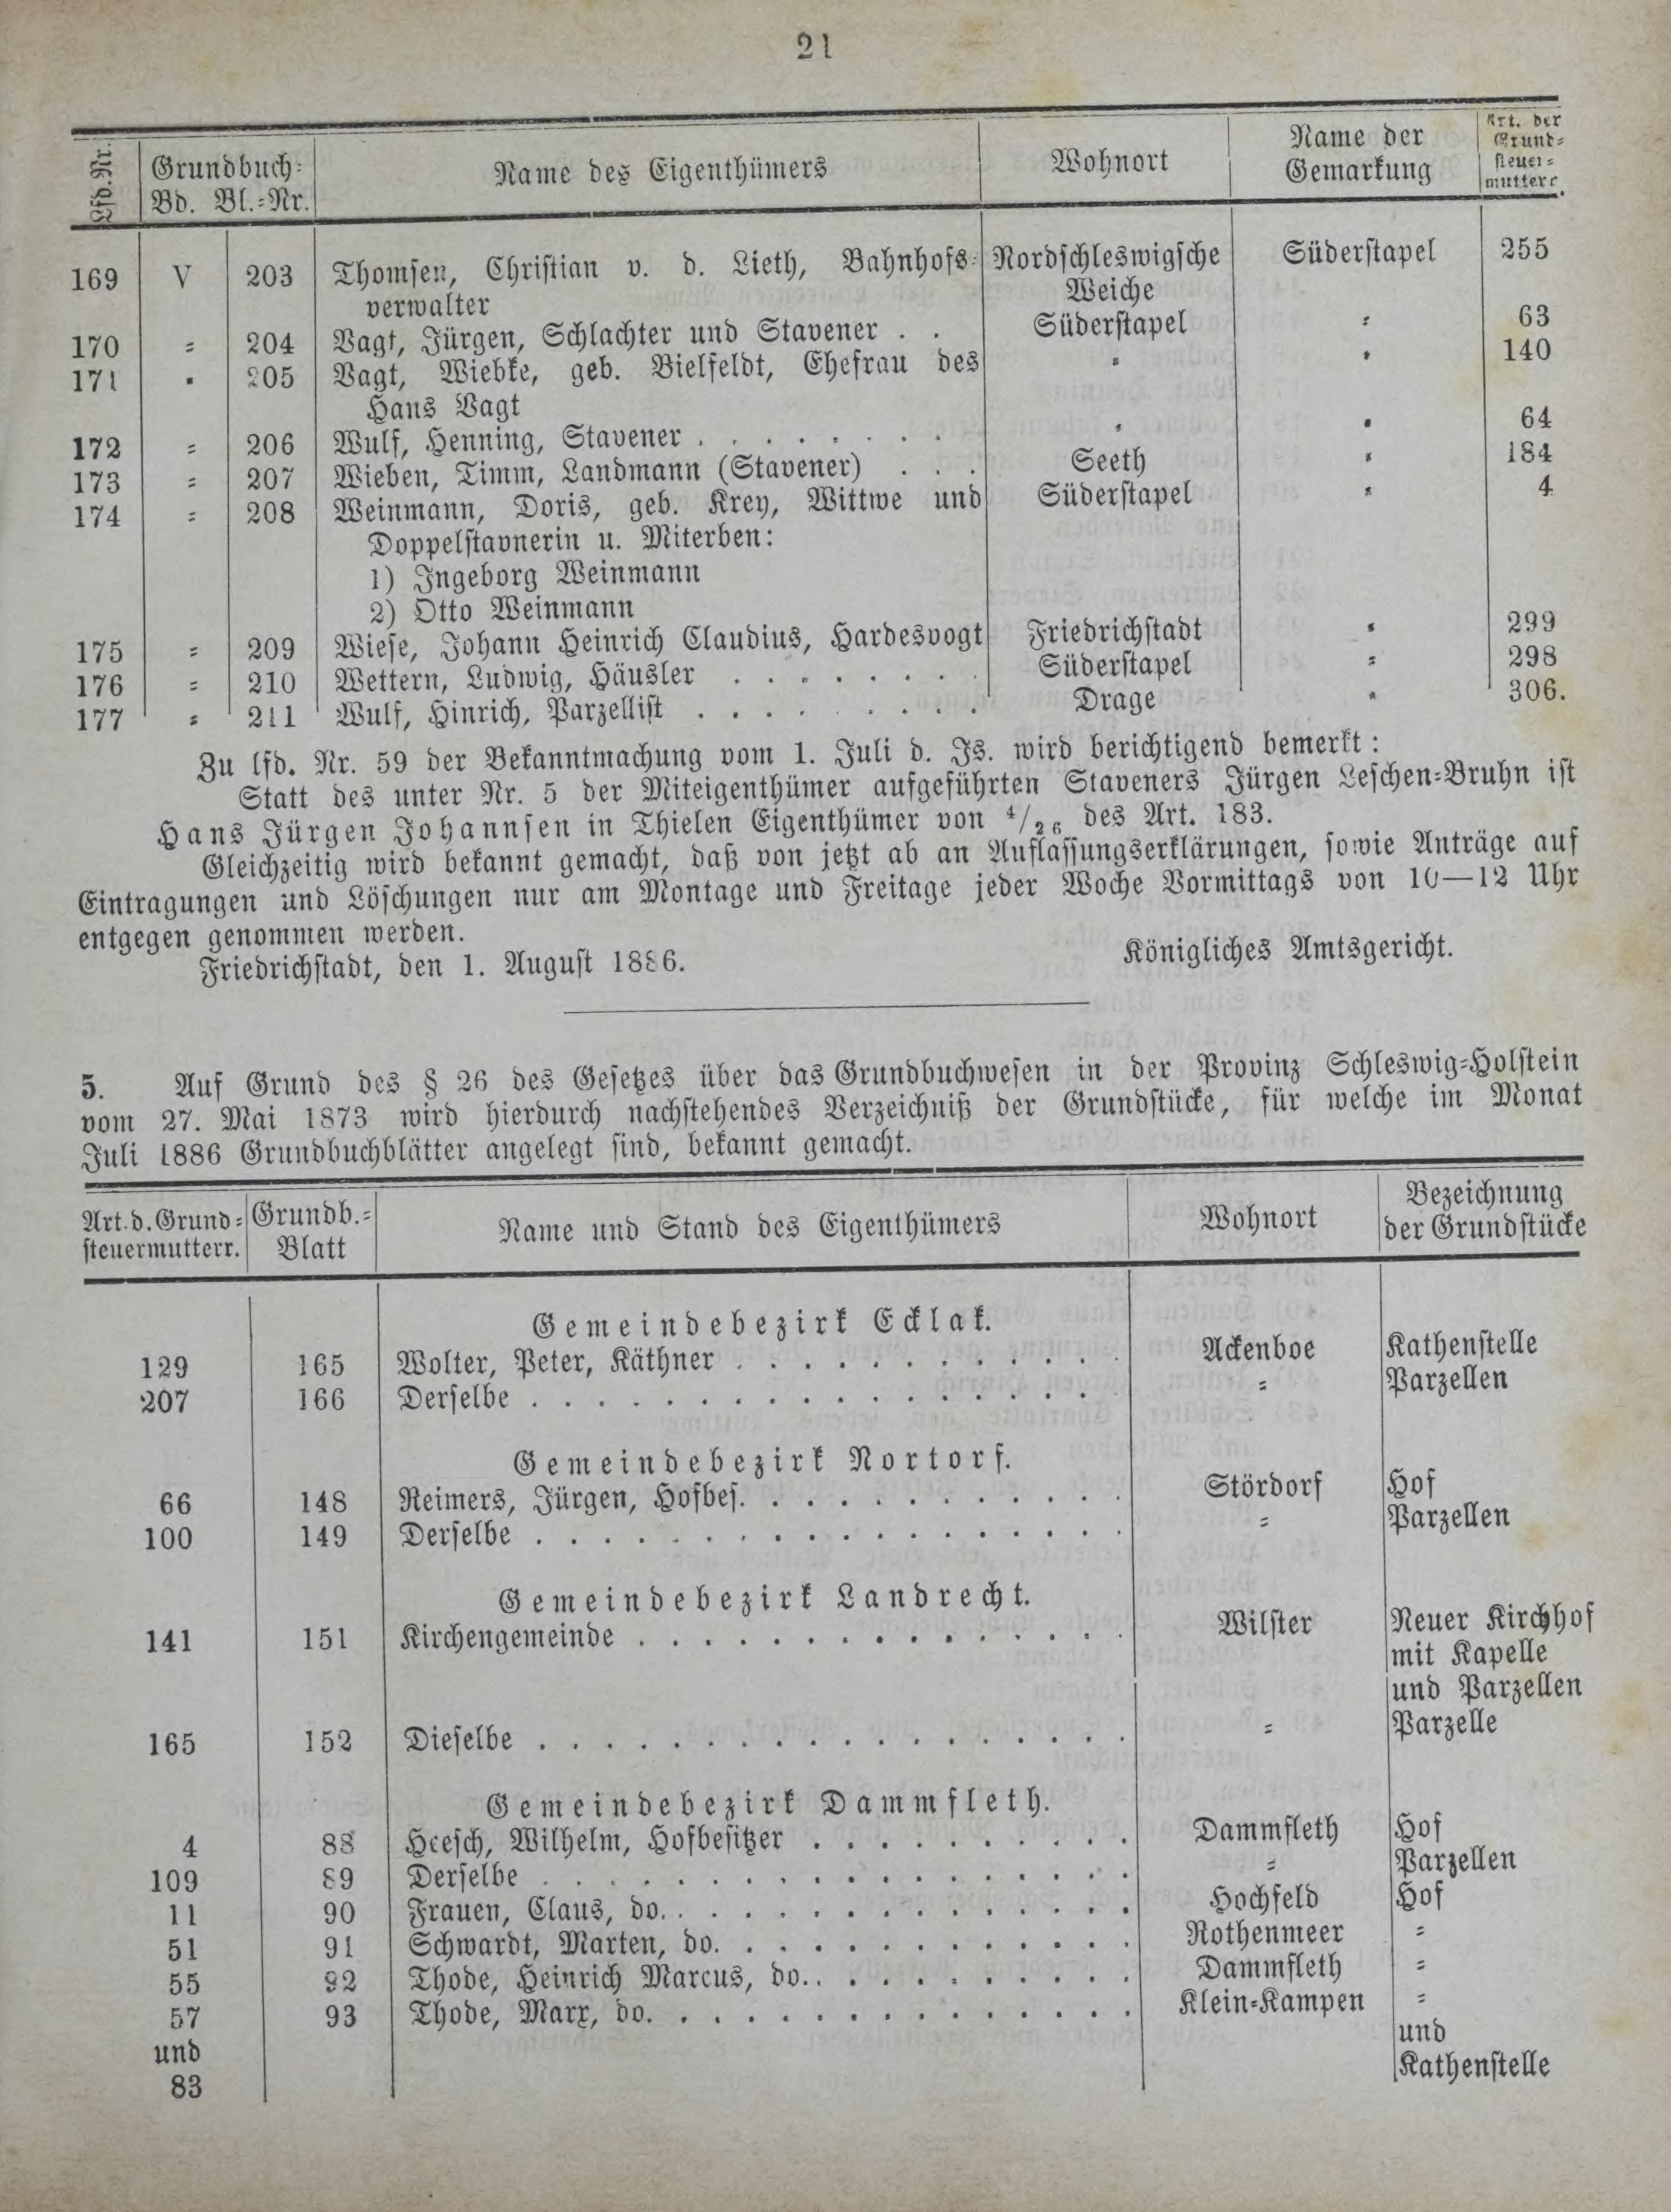 21
Lfd. Nr. Grundbuch= Name des Eigenthümers Wohnort Name der Gemarkung Art. der Grund= steuer= mutterr.
Bd. Bl.=Nr.
169 V 203 Thomsen, Christian v. d. Lieth, Bahnhofs= Nordschleswigsche Süderstapel 255
verwalter Weiche
170 = 204 Vagt, Jürgen, Schlachter und Stavener . . Süderstapel = 63
171 = 205 Vagt, Wiebke, geb. Bielfeldt, Ehefrau des = = 140
Hans Vagt
172 = 206 Wulf, Henning, Stavener . . . . . . . . = = 64
173 = 207 Wieben, Timm, Landmann (Stavener) . . . Seeth = 184
174 = 208 Weinmann, Doris, geb. Krey, Wittwe und Süderstapel = 4
Doppelstavnerin u. Miterben:
1) Ingeborg Weinmann
2) Otto Weinmann
175 = 209 Wiese, Johann Heinrich Claudius, Hardesvogt Friedrichstadt = 299
176 = 210 Wettern, Ludwig, Häusler . . . . . . . . Süderstapel = 298
177 = 211 Wulf, Hinrich, Parzellist . . . . . . . . . Drage = 306.
Zu lfd. Nr. 59 der Bekanntmachung vom 1. Juli d. Js. wird berichtigend bemerkt:
Statt des unter Nr. 5 der Miteigenthümer aufgeführten Staveners Jürgen Leschen=Bruhn ist
Hans Jürgen Johannsen in Thielen Eigenthümer von 4/26 des Art. 183.
Gleichzeitig wird bekannt gemacht, daß von jetzt ab an Auflassungserklärungen, sowie Anträge auf
Eintragungen und Löschungen nur am Montage und Freitage jeder Woche Vormittags von 10—12 Uhr
entgegen genommen werden.
Friedrichstadt, den 1. August 1886. Königliches Amtsgericht.
5. Auf Grund des § 26 des Gesetzes über das Grundbuchwesen in der Provinz Schleswig=Holstein
vom 27. Mai 1873 wird hierdurch nachstehendes Verzeichniß der Grundstücke, für welche im Monat
Juli 1886 Grundbuchblätter angelegt sind, bekannt gemacht.
Art. d. Grund= Grundb.= Name und Stand des Eigenthümers Wohnort Bezeichnung
steuermutterr. Blatt der Grundstücke
Gemeindebezirk Ecklak.
129 165 Wolter, Peter, Käthner . . . . . . . . . . . . Ackenboe Kathenstelle
207 166 Derselbe . . . . . . . . . . . . . . . . . . = Parzellen
Gemeindebezirk Nortorf.
66 148 Reimers, Jürgen, Hofbes. . . . . . . . . . . . Stördorf Hof
100 149 Derselbe . . . . . . . . . . . . . . . . . . = Parzellen
Gemeindebezirk Landrecht.
141 151 Kirchengemeinde . . . . . . . . . . . . . . . Wilster Neuer Kirchhof
mit Kapelle
und Parzellen
165 152 Dieselbe . . . . . . . . . . . . . . . . . . = Parzelle
Gemeindebezirk Dammfleth.
4 88 Heesch, Wilhelm, Hofbesitzer . . . . . . . . . . Dammfleth Hof
109 89 Derselbe . . . . . . . . . . . . . . . . . . = Parzellen
11 90 Frauen, Claus, do. . . . . . . . . . . . . . . Hochfeld Hof
51 91 Schwardt, Marten, do. . . . . . . . . . . . . Rothenmeer =
55 92 Thode, Heinrich Marcus, do. . . . . . . . . . . Dammfleth =
57 93 Thode, Marx, do. . . . . . . . . . . . . . . . Klein=Kampen =
und und
83 Kathenstelle